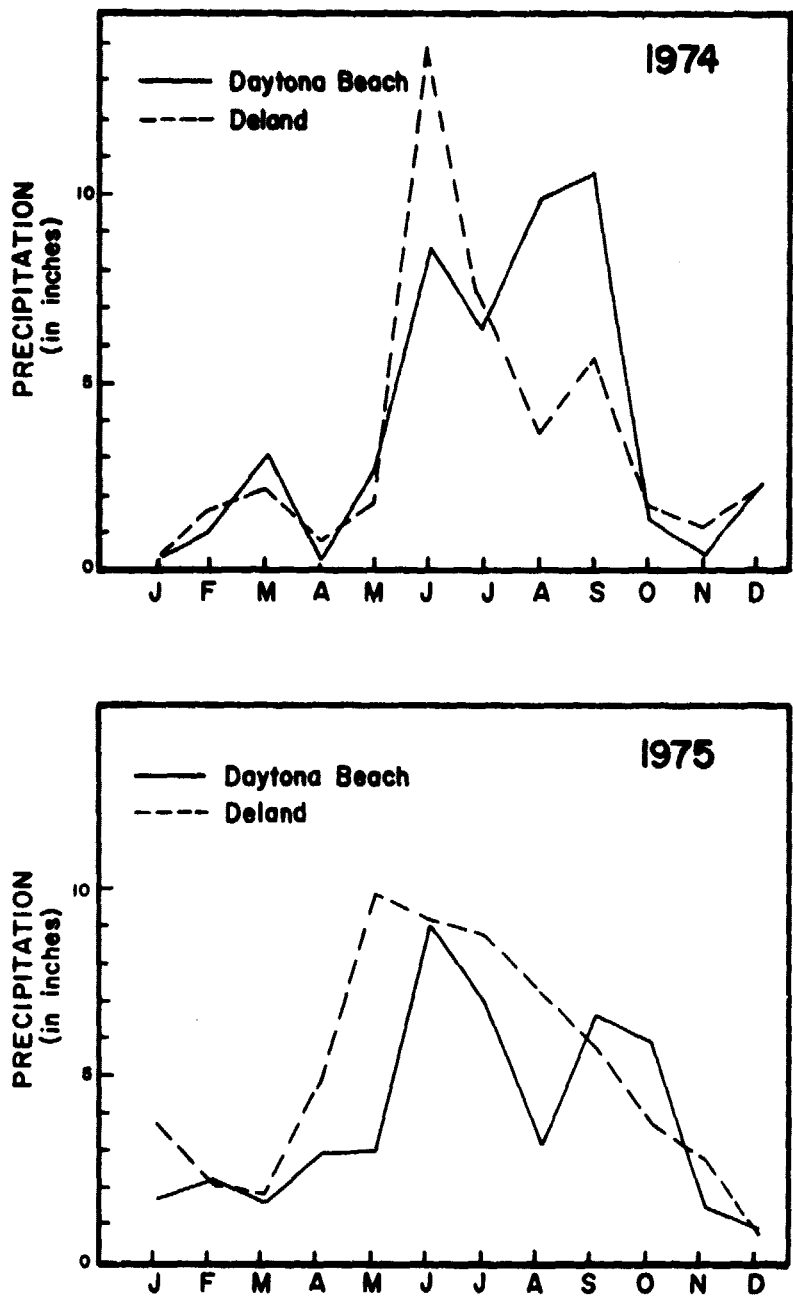 1974
Daytona Beach
Deland
PRECIPITATION
(in inches)
10
5
0
J F M A M J J A S O N D
1975
Daytona Beach
Deland
PRECIPITATION
(in inches)
10
5
0
J F M A M J J A S O N D